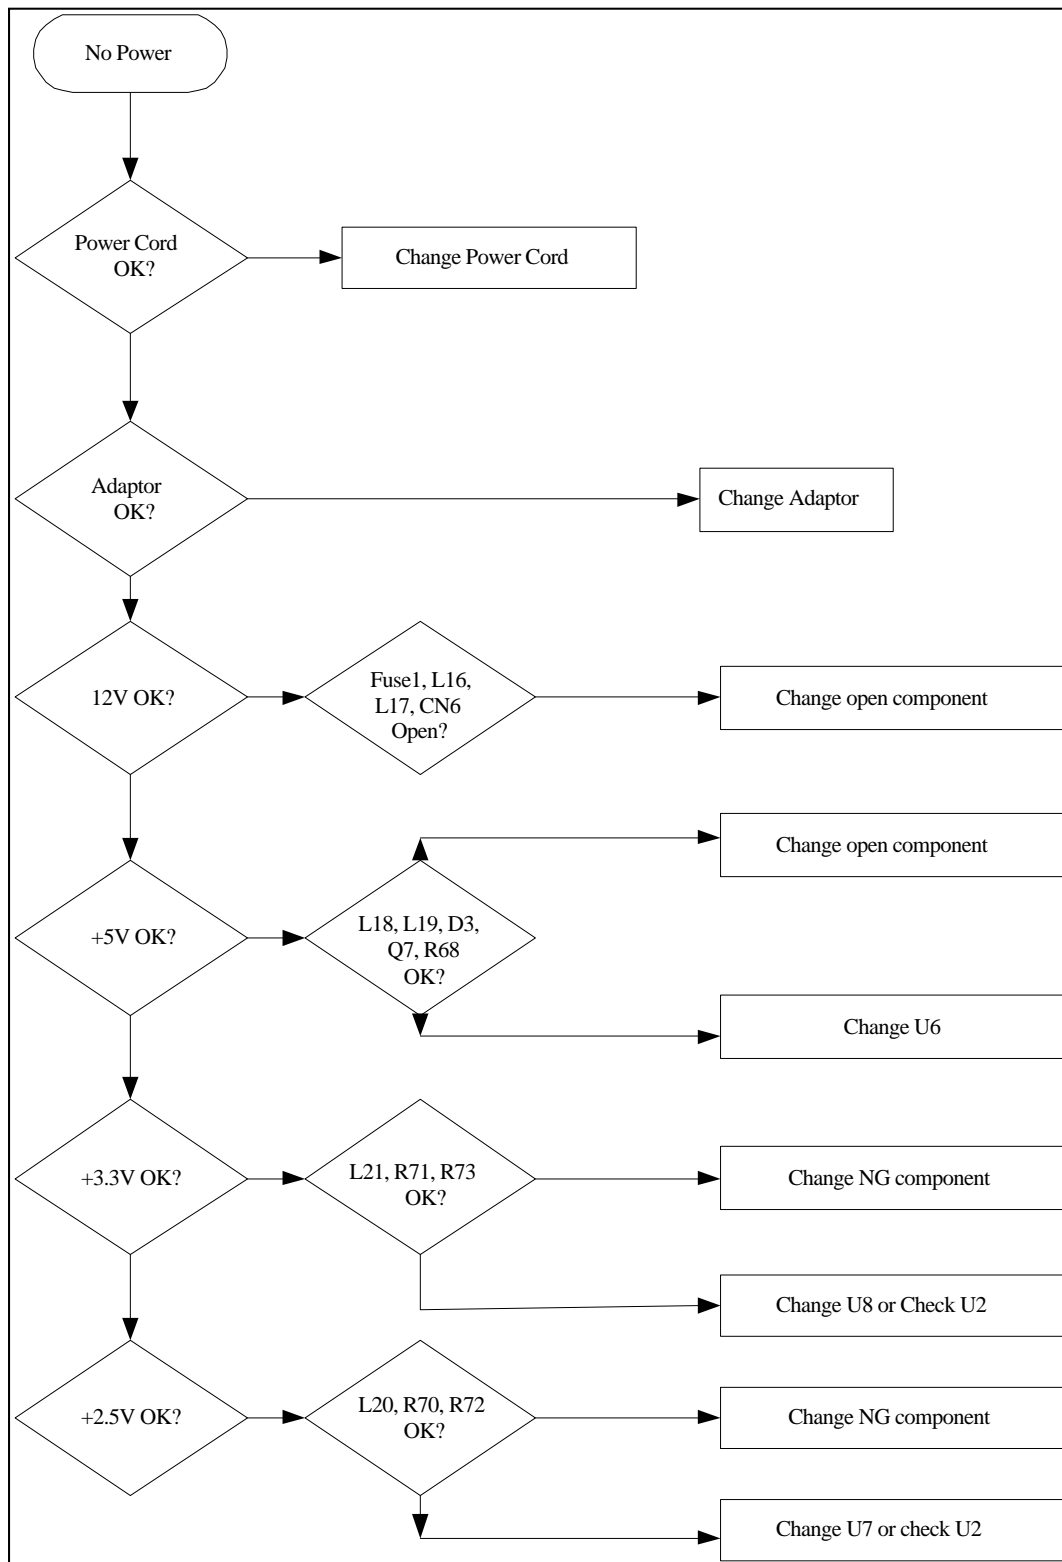 No Power
Power Cord
OK?
Change Power Cord
Adaptor
OK?
Change Adaptor
12V OK?
Fuse1, L16,
L17, CN6
Open?
Change open component
Change open component
+5V OK?
L18, L19, D3,
Q7, R68
OK?
Change U6
+3.3V OK?
L21, R71, R73
OK?
Change NG component
Change U8 or Check U2
+2.5V OK?
L20, R70, R72
OK?
Change NG component
Change U7 or check U2